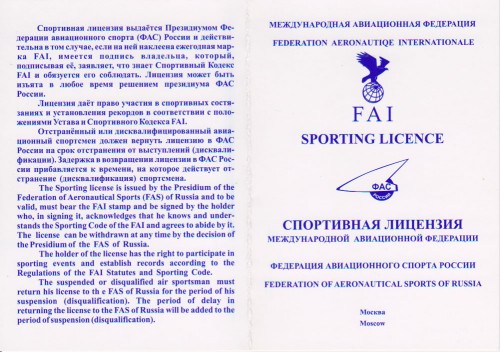 Спортивная лицензия выдаётся Президиумом Фе-
дерации авиационного спорта (ФАС) России и действи-
тельна в том случае, если на ней наклеена ежегодная мар-
ка FAI, имеется подпись владельца, который,
подписывая её, заявляет, что знает Спортивный Кодекс
FAI и обязуется его соблюдать. Лицензия может быть
изъята в любое время решением президиума ФАС
России.
Лицензия даёт право участия в спортивных состя-
заниях и установления рекордов в соответствии с поло-
жениями Устава и Спортивного Кодекса FAI.
Отстранённый или дисквалифицированный авиа-
ционный спортсмен должен вернуть лицензию в ФАС
России на срок отстранения от выступлений (дисквали-
фикации). Задержка в возвращении лицензии в ФАС Рос-
сии прибавляется к времени, на которое действует от-
странение (дисквалификация) спортсмена.
The Sporting license is issued by the Presidium of the
Federation of Aeronautical Sports (FAS) of Russia and to be
valid, must bear the FAI stamp and be signed by the holder
who, in signing it, acknowledges that he knows and under-
stands the Sporting Code of the FAI and agrees to abide by it.
The license can be withdrawn at any time by the decision of
the Presidium of the FAS of Russia.
The holder of the license has the right to participate in
sporting events and establish records according to the
Regulations of the FAI Statutes and Sporting Code.
The suspended or disqualified air sportsman must
return his license to th e FAS of Russia for the period of his
suspension (disqualification). The period of delay in
returning the license to the FAS of Russia will be added to the
period of suspension (disqualification).
МЕЖДУНАРОДНАЯ АВИАЦИОННАЯ ФЕДЕРАЦИЯ
FEDERATION AERONAUTIQE INTERNATIONALE
FAI
SPORTING LICENCE
ФАС
РОССИИ
СПОРТИВНАЯ ЛИЦЕНЗИЯ
МЕЖДУНАРОДНОЙ АВИАЦИОННОЙ ФЕДЕРАЦИИ
ФЕДЕРАЦИЯ АВИАЦИОННОГО СПОРТА РОССИИ
FEDERATION OF AERONAUTICAL SPORTS OF RUSSIA
Москва
Moscow